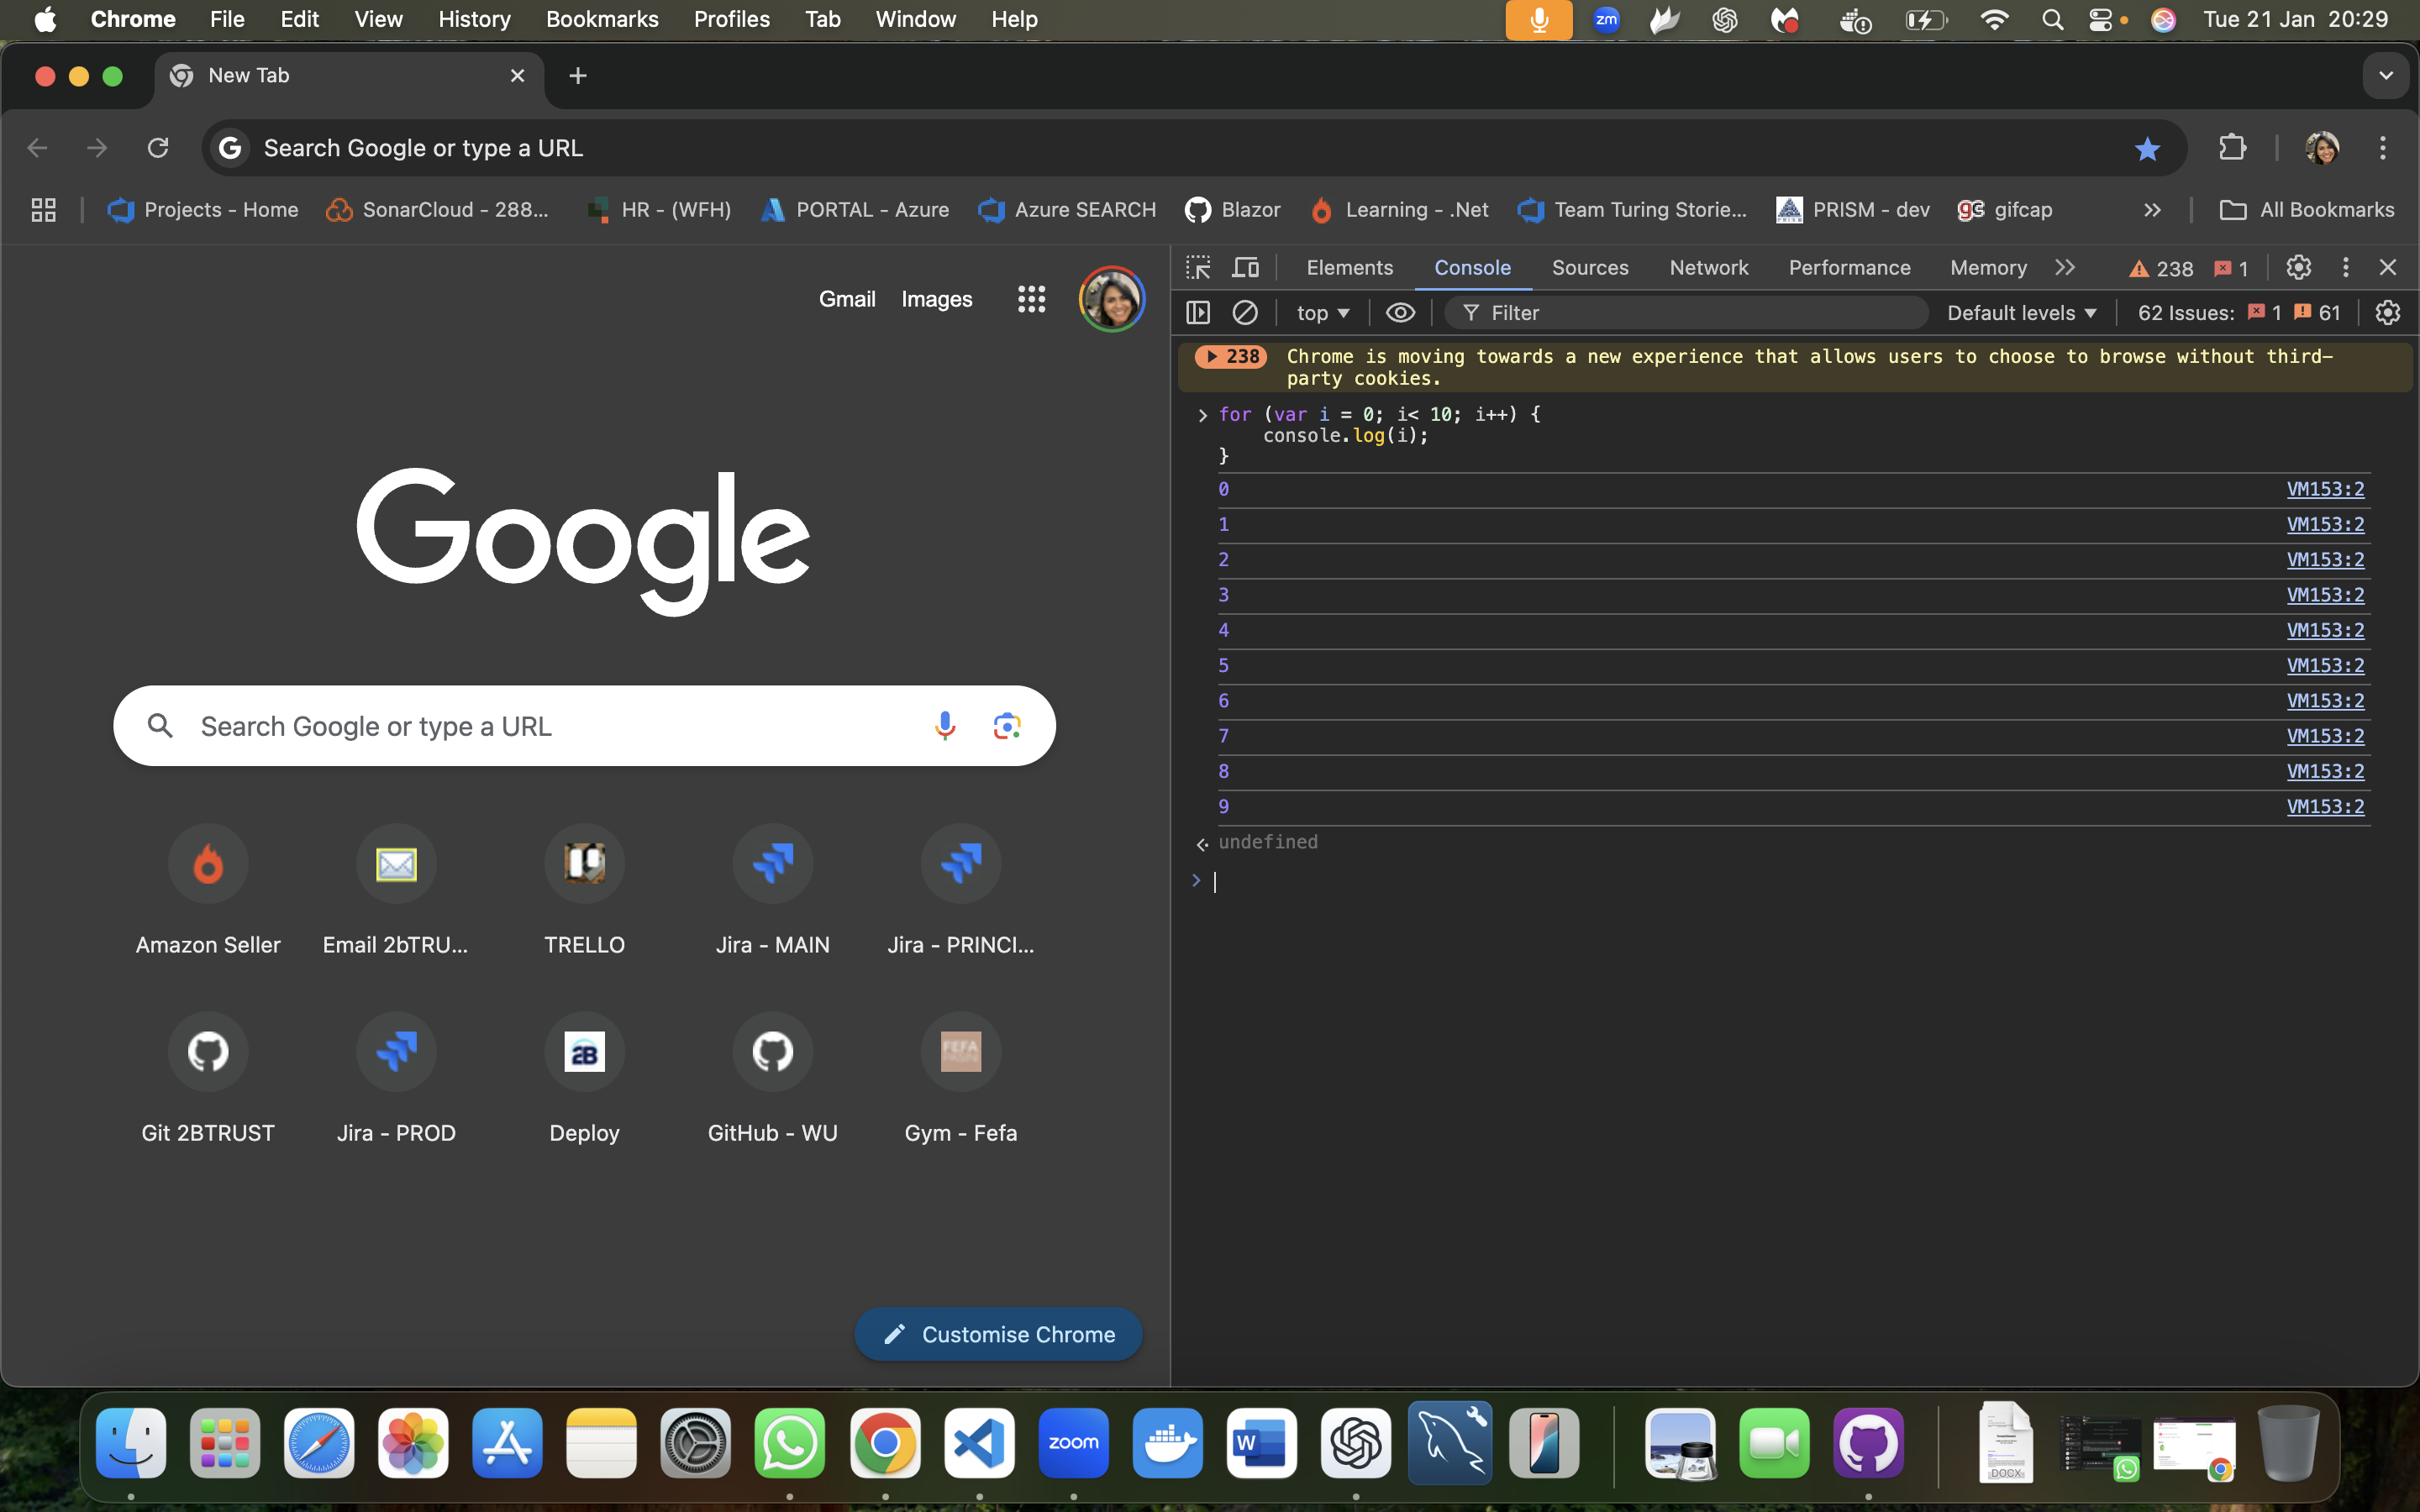 Chrome File Edit View History Bookmarks Profiles Tab Window Help
zm
Tue 21 Jan 20:29
New Tab
Search Google or type a URL
Projects - Home SonarCloud - 288... HR - (WFH) PORTAL - Azure Azure SEARCH Blazor Learning - .Net Team Turing Storie... PRISM - dev gifcap All Bookmarks
Gmail Images
Google
Search Google or type a URL
Amazon Seller Email 2bTRU... TRELLO Jira - MAIN Jira - PRINCI...
2B
FEFA
Git 2BTRUST Jira - PROD Deploy GitHub - WU Gym - Fefa
Customise Chrome
Elements Console Sources Network Performance Memory 238 1
top Filter Default levels 62 Issues: 1 61
238 Chrome is moving towards a new experience that allows users to choose to browse without third-
party cookies.
for (var i = 0; i< 10; i++) {
console.log(i);
}
0 VM153:2
1 VM153:2
2 VM153:2
3 VM153:2
4 VM153:2
5 VM153:2
6 VM153:2
7 VM153:2
8 VM153:2
9 VM153:2
undefined
zoom
W
DOCX